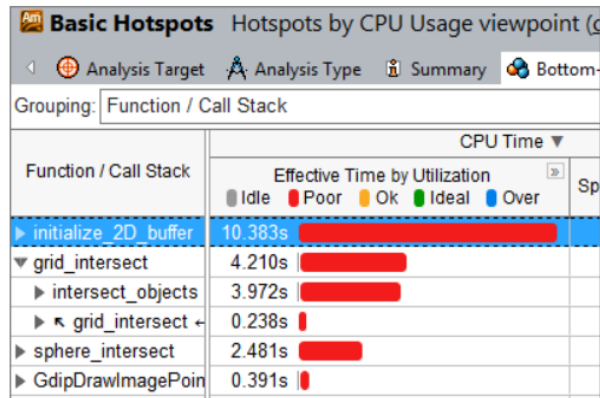 Am Basic Hotspots Hotspots by CPU Usage viewpoint (
Analysis Target Analysis Type Summary Bottom-
Grouping: Function / Call Stack
CPU Time
Function / Call Stack
Effective Time by Utilization
Idle Poor Ok Ideal Over
Sp
initialize_2D_buffer 10.383s
grid_intersect 4.210s
intersect_objects 3.972s
grid_intersect ← 0.238s
sphere_intersect 2.481s
GdipDrawImagePoin 0.391s